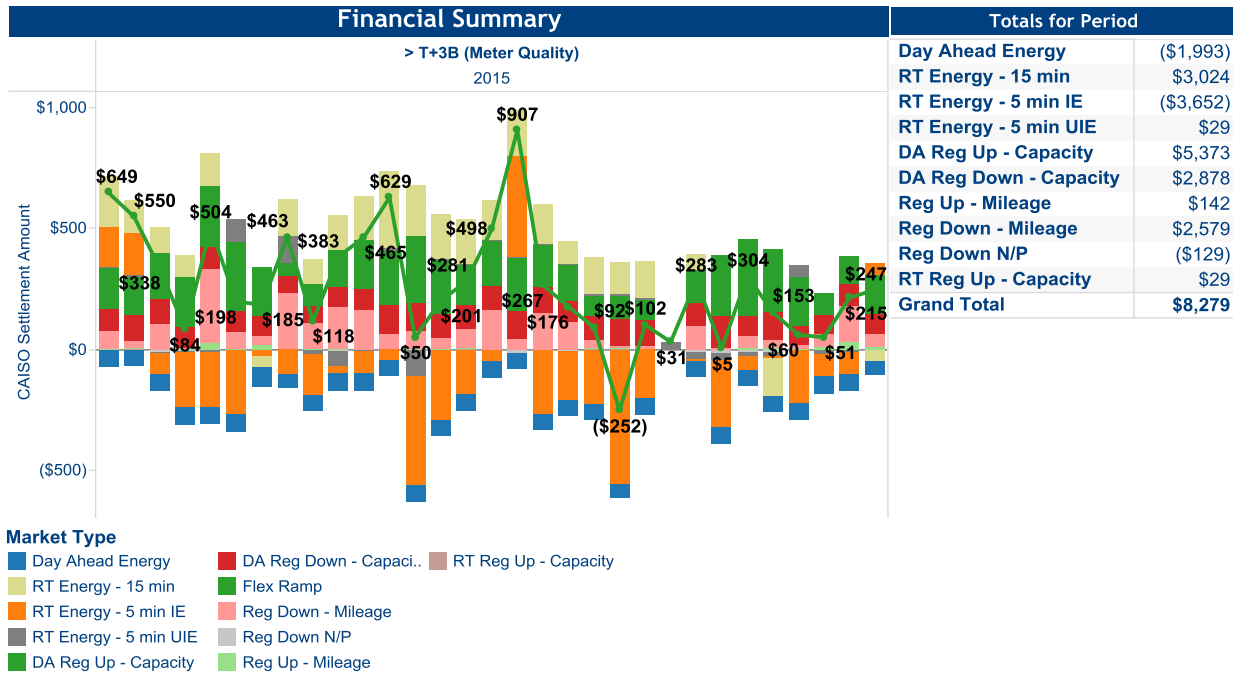 Financial Summary
> T+3B (Meter Quality)
2015
CAISO Settlement Amount
$1,000
$500
$0
($500)
$649
$550
$338
$84
$504
$198
$463
$185
$383
$118
$465
$629
$50
$281
$201
$498
$907
$267
$176
$92
($252)
$102
$31
$283
$5
$304
$60
$153
$51
$215
$247
Totals for Period
Day Ahead Energy ($1,993)
RT Energy - 15 min $3,024
RT Energy - 5 min IE ($3,652)
RT Energy - 5 min UIE $29
DA Reg Up - Capacity $5,373
DA Reg Down - Capacity $2,878
Reg Up - Mileage $142
Reg Down - Mileage $2,579
Reg Down N/P ($129)
RT Reg Up - Capacity $29
Grand Total $8,279
Market Type
Day Ahead Energy
RT Energy - 15 min
RT Energy - 5 min IE
RT Energy - 5 min UIE
DA Reg Up - Capacity
DA Reg Down - Capaci..
Flex Ramp
Reg Down - Mileage
Reg Down N/P
Reg Up - Mileage
RT Reg Up - Capacity